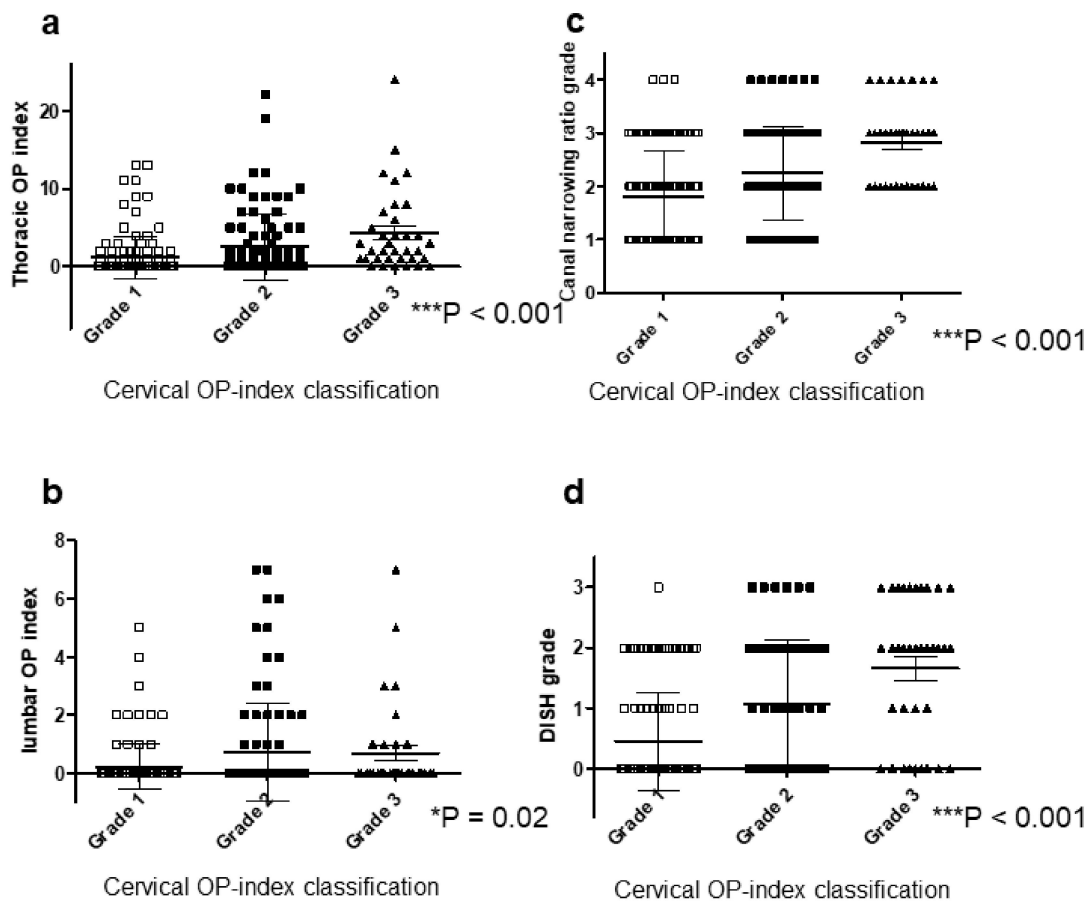 a
Thoracic OP index
20
10
0
Grade 1
Grade 2
Grade 3
***P < 0.001
Cervical OP-index classification
c
Canal narrowing ratio grade
4
3
2
1
0
Grade 1
Grade 2
Grade 3
***P < 0.001
Cervical OP-index classification
b
lumbar OP index
8
6
4
2
0
Grade 1
Grade 2
Grade 3
*P = 0.02
Cervical OP-index classification
d
DISH grade
3
2
1
0
Grade 1
Grade 2
Grade 3
***P < 0.001
Cervical OP-index classification